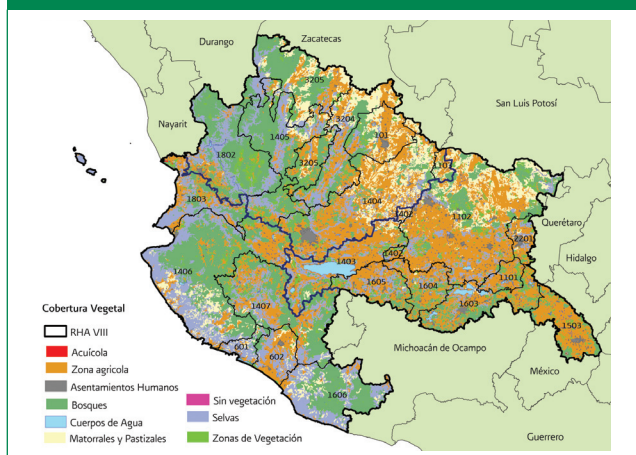 Durango
Zacatecas
San Luis Potosí
Nayarit
3205
3204
101
1405
1802
3205
1101
1803
1404
1402
1102
Querétaro
2201
Hidalgo
1406
1403
1402
1101
1605
1604
1603
1407
1503
601
602
Michoacán de Ocampo
México
1606
Guerrero
Cobertura Vegetal
RHA VIII
Acuícola
Zona agrícola
Asentamientos Humanos
Bosques
Cuerpos de Agua
Matorrales y Pastizales
Sin vegetación
Selvas
Zonas de Vegetación